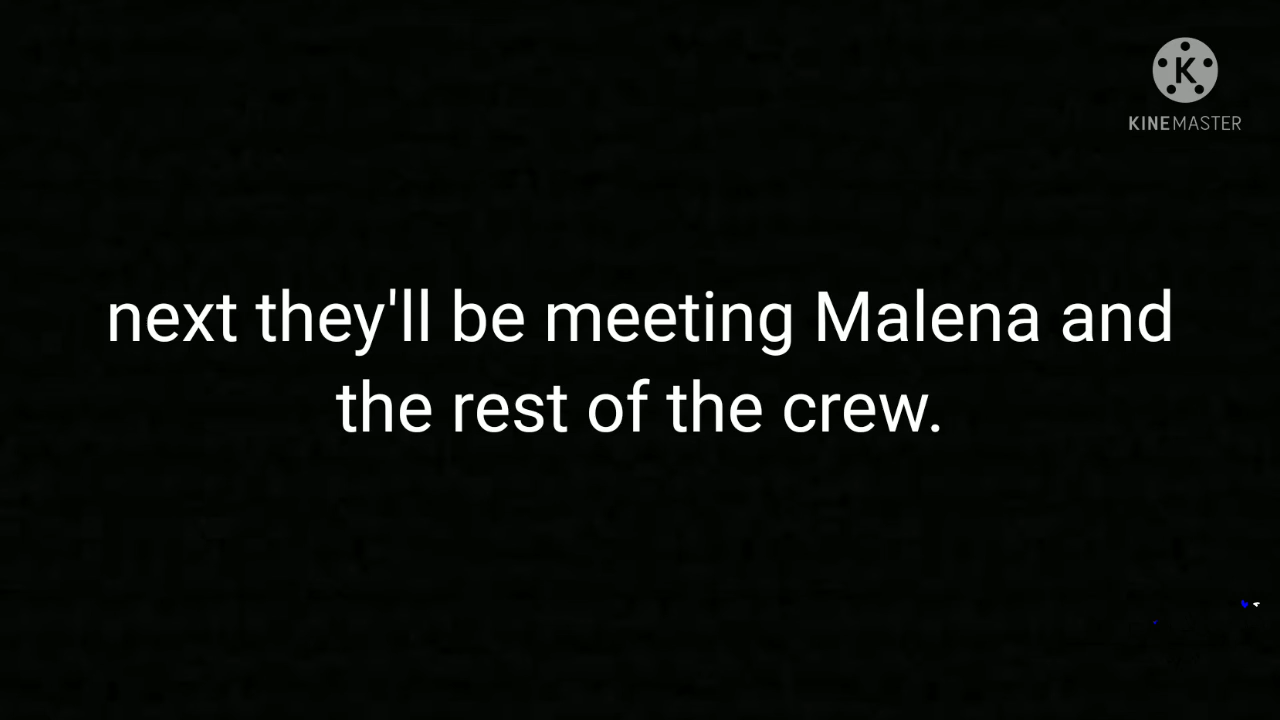 K
KINEMASTER
next they'll be meeting Malena and
the rest of the crew.